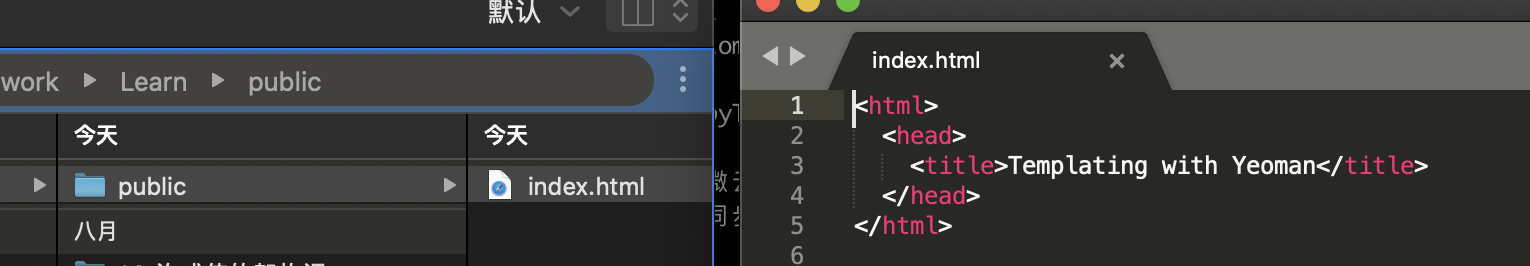 默认
work Learn public
今天
今天
public
index.html
八月
index.html
1 <html>
2 <head>
3 <title>Templating with Yeoman</title>
4 </head>
5 </html>
6